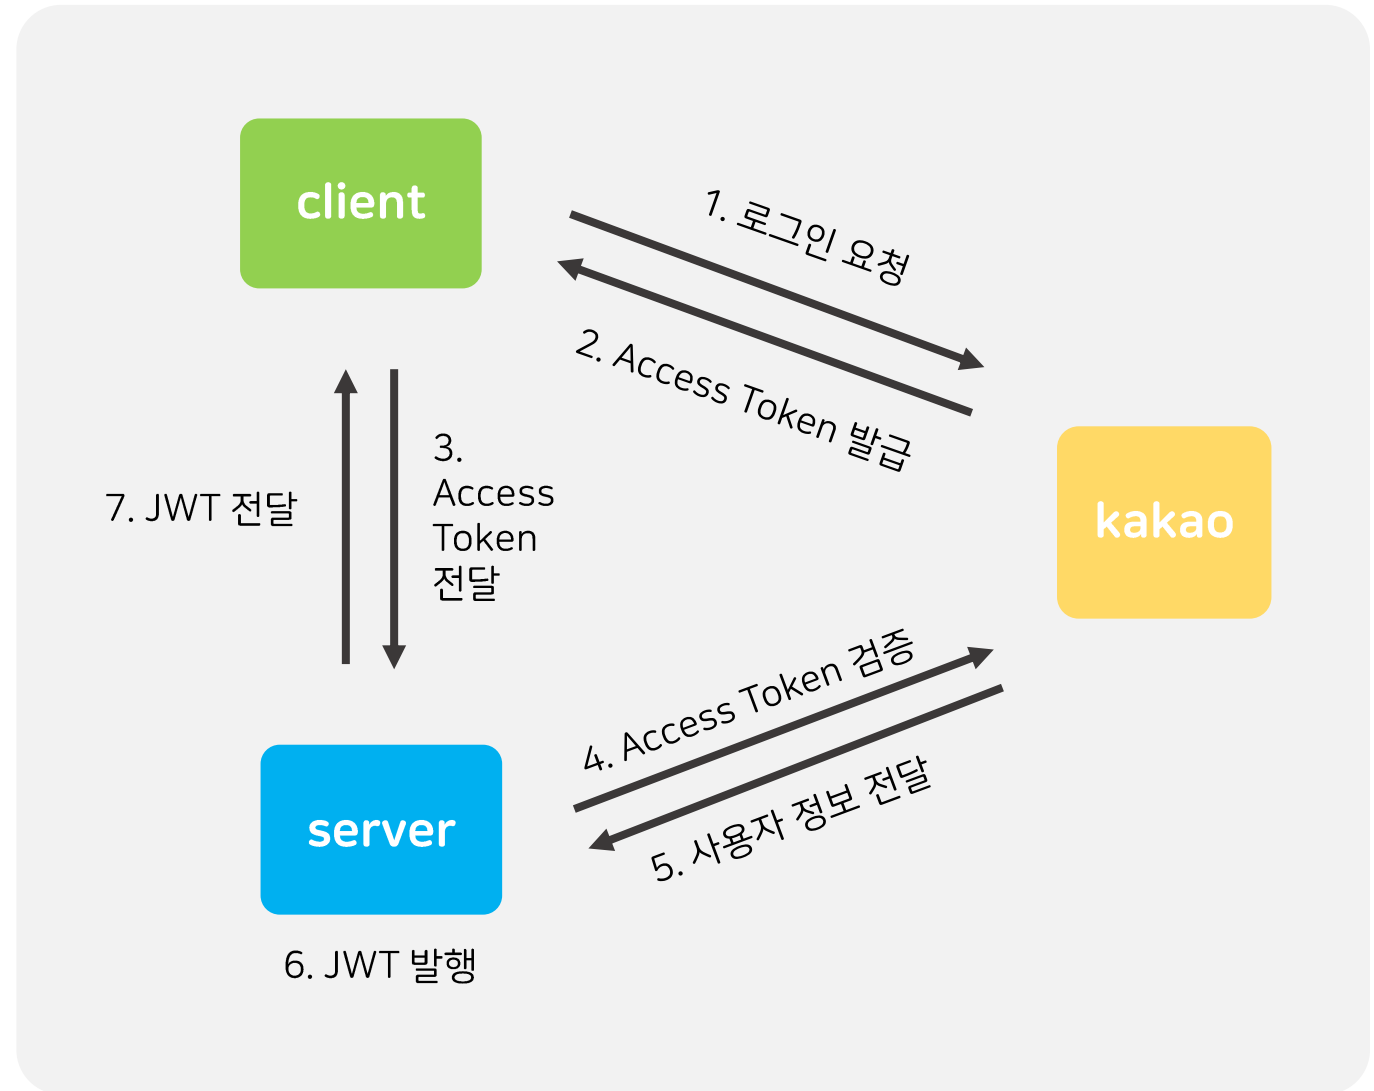 client
1. 로그인 요청
2. Access Token 발급
3.
Access
Token
전달
7. JWT 전달
kakao
4. Access Token 검증
5. 사용자 정보 전달
server
6. JWT 발행